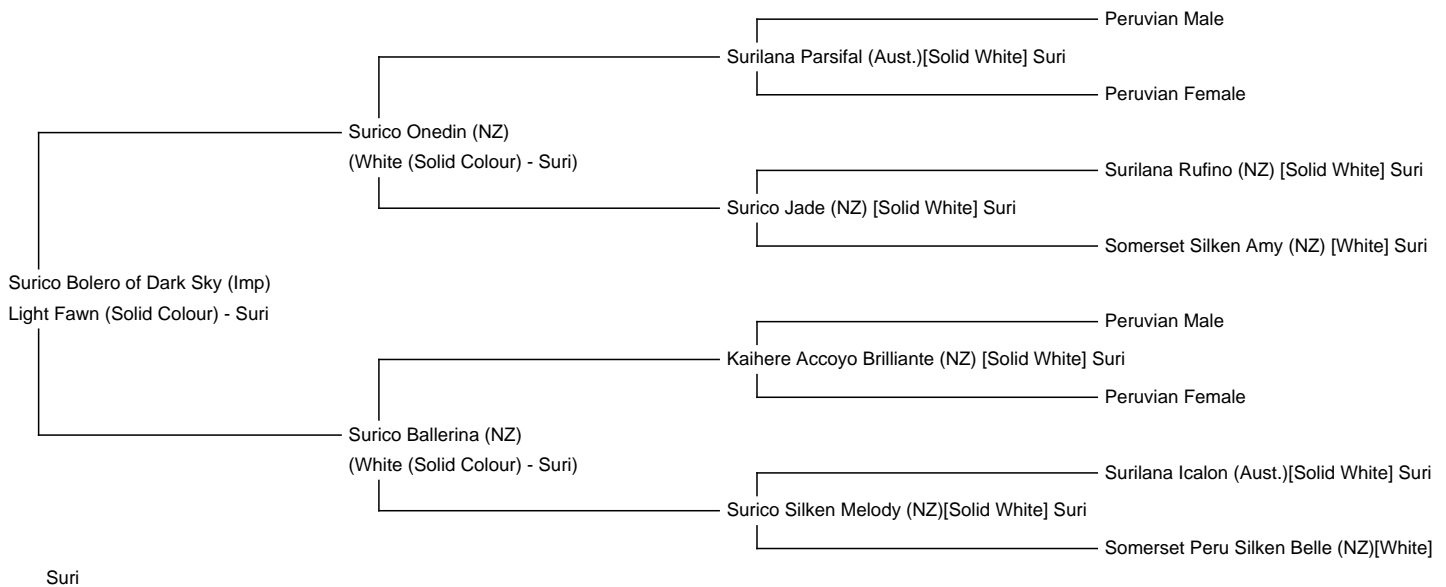 Peruvian Male
Surilana Parsifal (Aust.)[Solid White] Suri
Peruvian Female
Surico Onedin (NZ)
(White (Solid Colour) - Suri)
Surilana Rufino (NZ) [Solid White] Suri
Surico Jade (NZ) [Solid White] Suri
Somerset Silken Amy (NZ) [White] Suri
Surico Bolero of Dark Sky (Imp)
Light Fawn (Solid Colour) - Suri
Peruvian Male
Kaihere Accoyo Brilliante (NZ) [Solid White] Suri
Peruvian Female
Surico Ballerina (NZ)
(White (Solid Colour) - Suri)
Surilana Icalon (Aust.)[Solid White] Suri
Surico Silken Melody (NZ)[Solid White] Suri
Somerset Peru Silken Belle (NZ)[White]
Suri